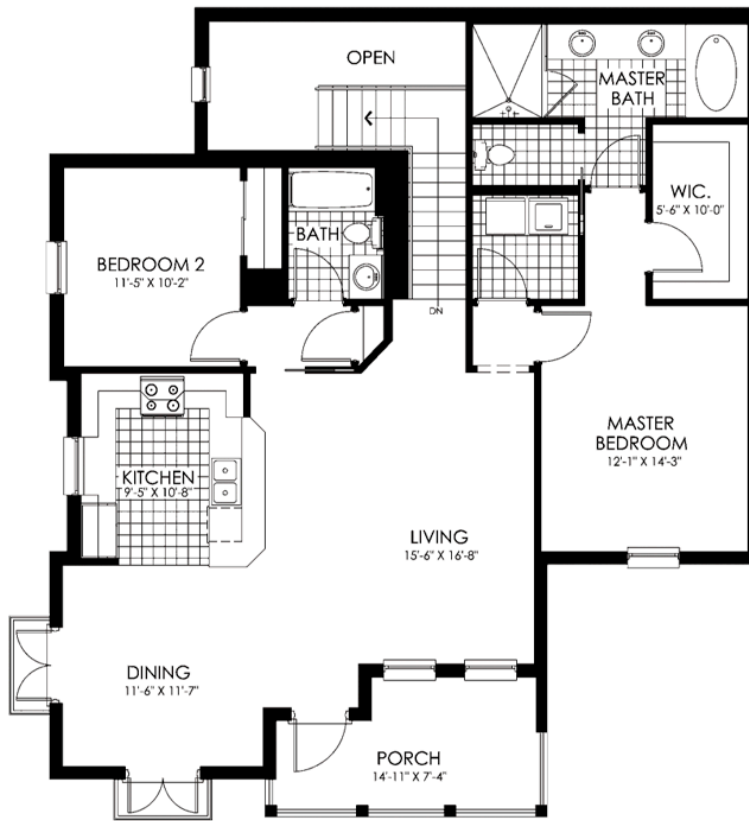 OPEN
MASTER
BATH
WIC.
5'-6" X 10'-0"
BATH
BEDROOM 2
11'-5" X 10'-2"
DN
MASTER
BEDROOM
12'-1" X 14'-3"
KITCHEN
9'-5" X 10'-8"
LIVING
15'-6" X 16'-8"
DINING
11'-6" X 11'-7"
PORCH
14'-11" X 7'-4"